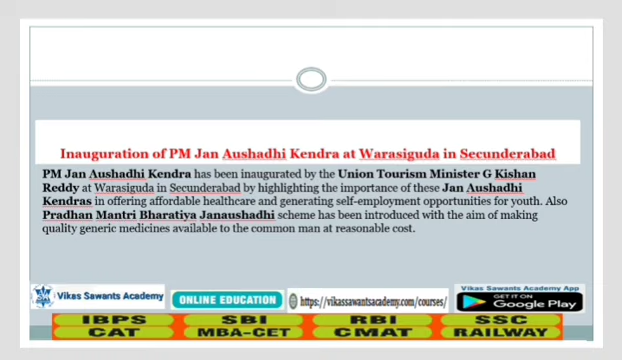 Inauguration of PM Jan Aushadhi Kendra at Warasiguda in Secunderabad
PM Jan Aushadhi Kendra has been inaugurated by the Union Tourism Minister G Kishan
Reddy at Warasiguda in Secunderabad by highlighting the importance of these Jan Aushadhi
Kendras in offering affordable healthcare and generating self-employment opportunities for youth. Also
Pradhan Mantri Bharatiya Janaushadhi scheme has been introduced with the aim of making
quality generic medicines available to the common man at reasonable cost.
Vikas Sawants Academy
ONLINE EDUCATION
https://vikassawantsacademy.com/courses/
Vikas Sawants Academy App
GET IT ON
Google Play
IBPS SBI RBI SSC
CAT MBA-CET CMAT RAILWAY